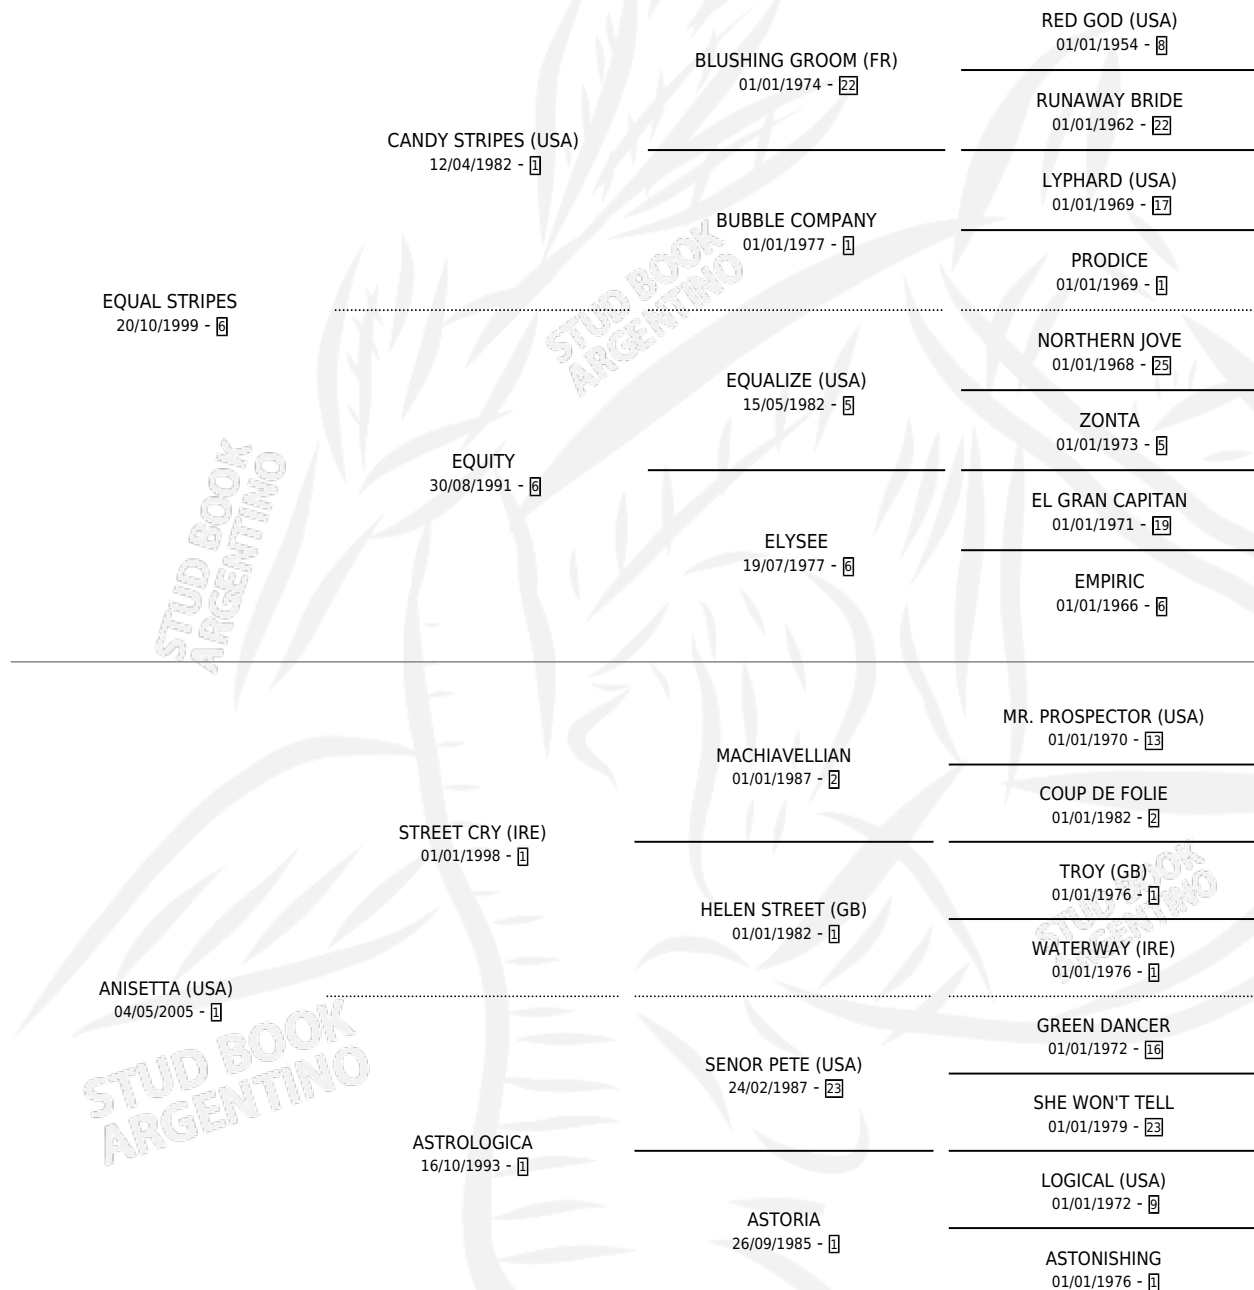 RED GOD (USA)
01/01/1954 - 8
BLUSHING GROOM (FR)
01/01/1974 - 22
RUNAWAY BRIDE
01/01/1962 - 22
CANDY STRIPES (USA)
12/04/1982 - 1
LYPHARD (USA)
01/01/1969 - 17
BUBBLE COMPANY
01/01/1977 - 1
PRODICE
01/01/1969 - 1
EQUAL STRIPES
20/10/1999 - 6
NORTHERN JOVE
01/01/1968 - 25
EQUALIZE (USA)
15/05/1982 - 5
ZONTA
01/01/1973 - 5
EQUITY
30/08/1991 - 6
EL GRAN CAPITAN
01/01/1971 - 19
ELYSEE
19/07/1977 - 6
EMPIRIC
01/01/1966 - 6
MR. PROSPECTOR (USA)
01/01/1970 - 13
MACHIAVELLIAN
01/01/1987 - 2
COUP DE FOLIE
01/01/1982 - 2
STREET CRY (IRE)
01/01/1998 - 1
TROY (GB)
01/01/1976 - 1
HELEN STREET (GB)
01/01/1982 - 1
WATERWAY (IRE)
01/01/1976 - 1
ANISETTA (USA)
04/05/2005 - 1
GREEN DANCER
01/01/1972 - 16
SENOR PETE (USA)
24/02/1987 - 23
SHE WON'T TELL
01/01/1979 - 23
ASTROLOGICA
16/10/1993 - 1
LOGICAL (USA)
01/01/1972 - 9
ASTORIA
26/09/1985 - 1
ASTONISHING
01/01/1976 - 1
STUD BOOK
ARGENTINO
STUD BOOK
ARGENTINO
STUD BOOK
ARGENTINO
STUD BOOK
ARGENTINO